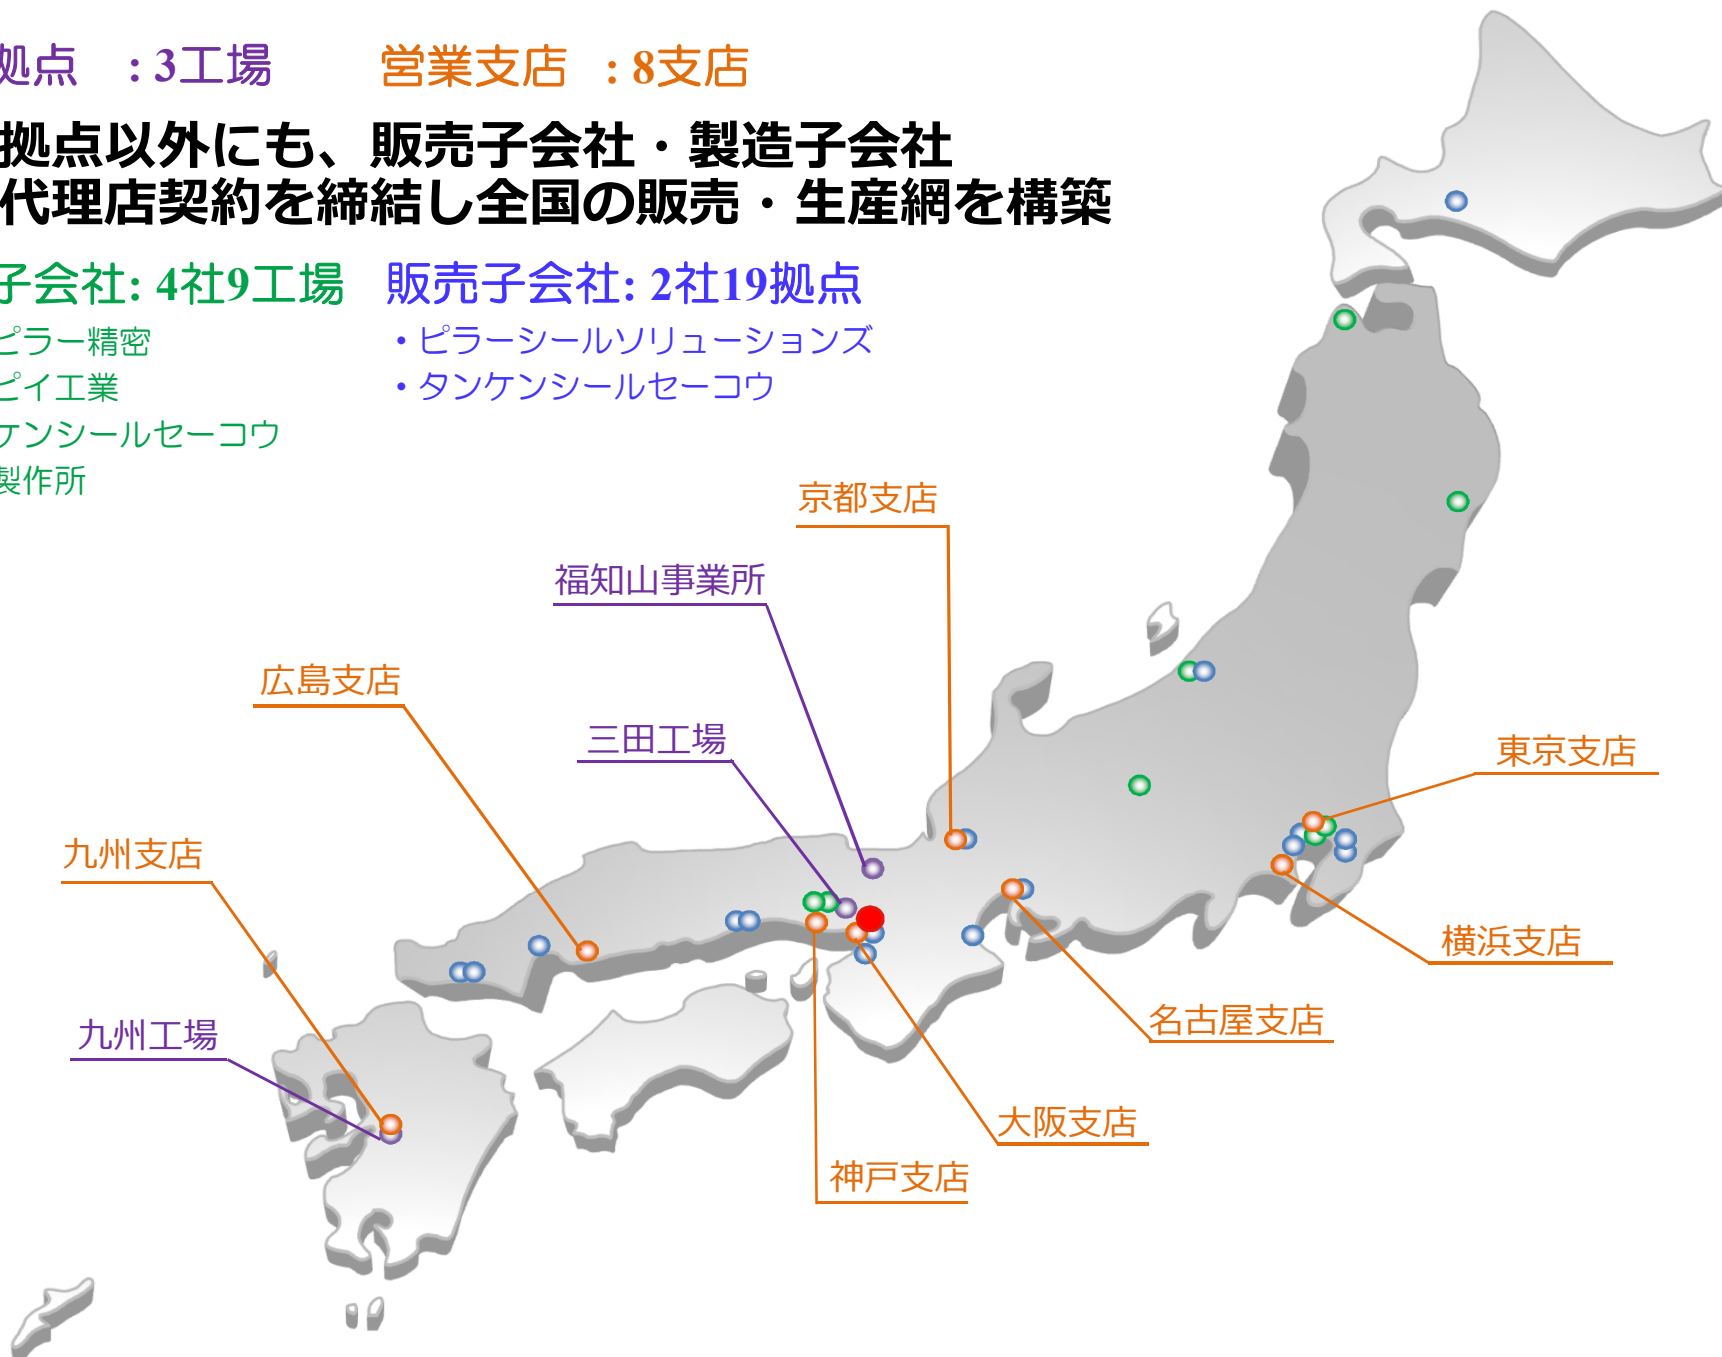 拠点 : 3工場 営業支店 : 8支店
拠点以外にも、販売子会社・製造子会社
代理店契約を締結し全国の販売・生産網を構築
子会社: 4社9工場 販売子会社: 2社19拠点
ピラー精密 ・ピラーシールソリューションズ
ピイ工業 ・タンケンシールセーコウ
ケンシールセーコウ
製作所
京都支店
福知山事業所
広島支店
三田工場
東京支店
九州支店
横浜支店
名古屋支店
九州工場
大阪支店
神戸支店